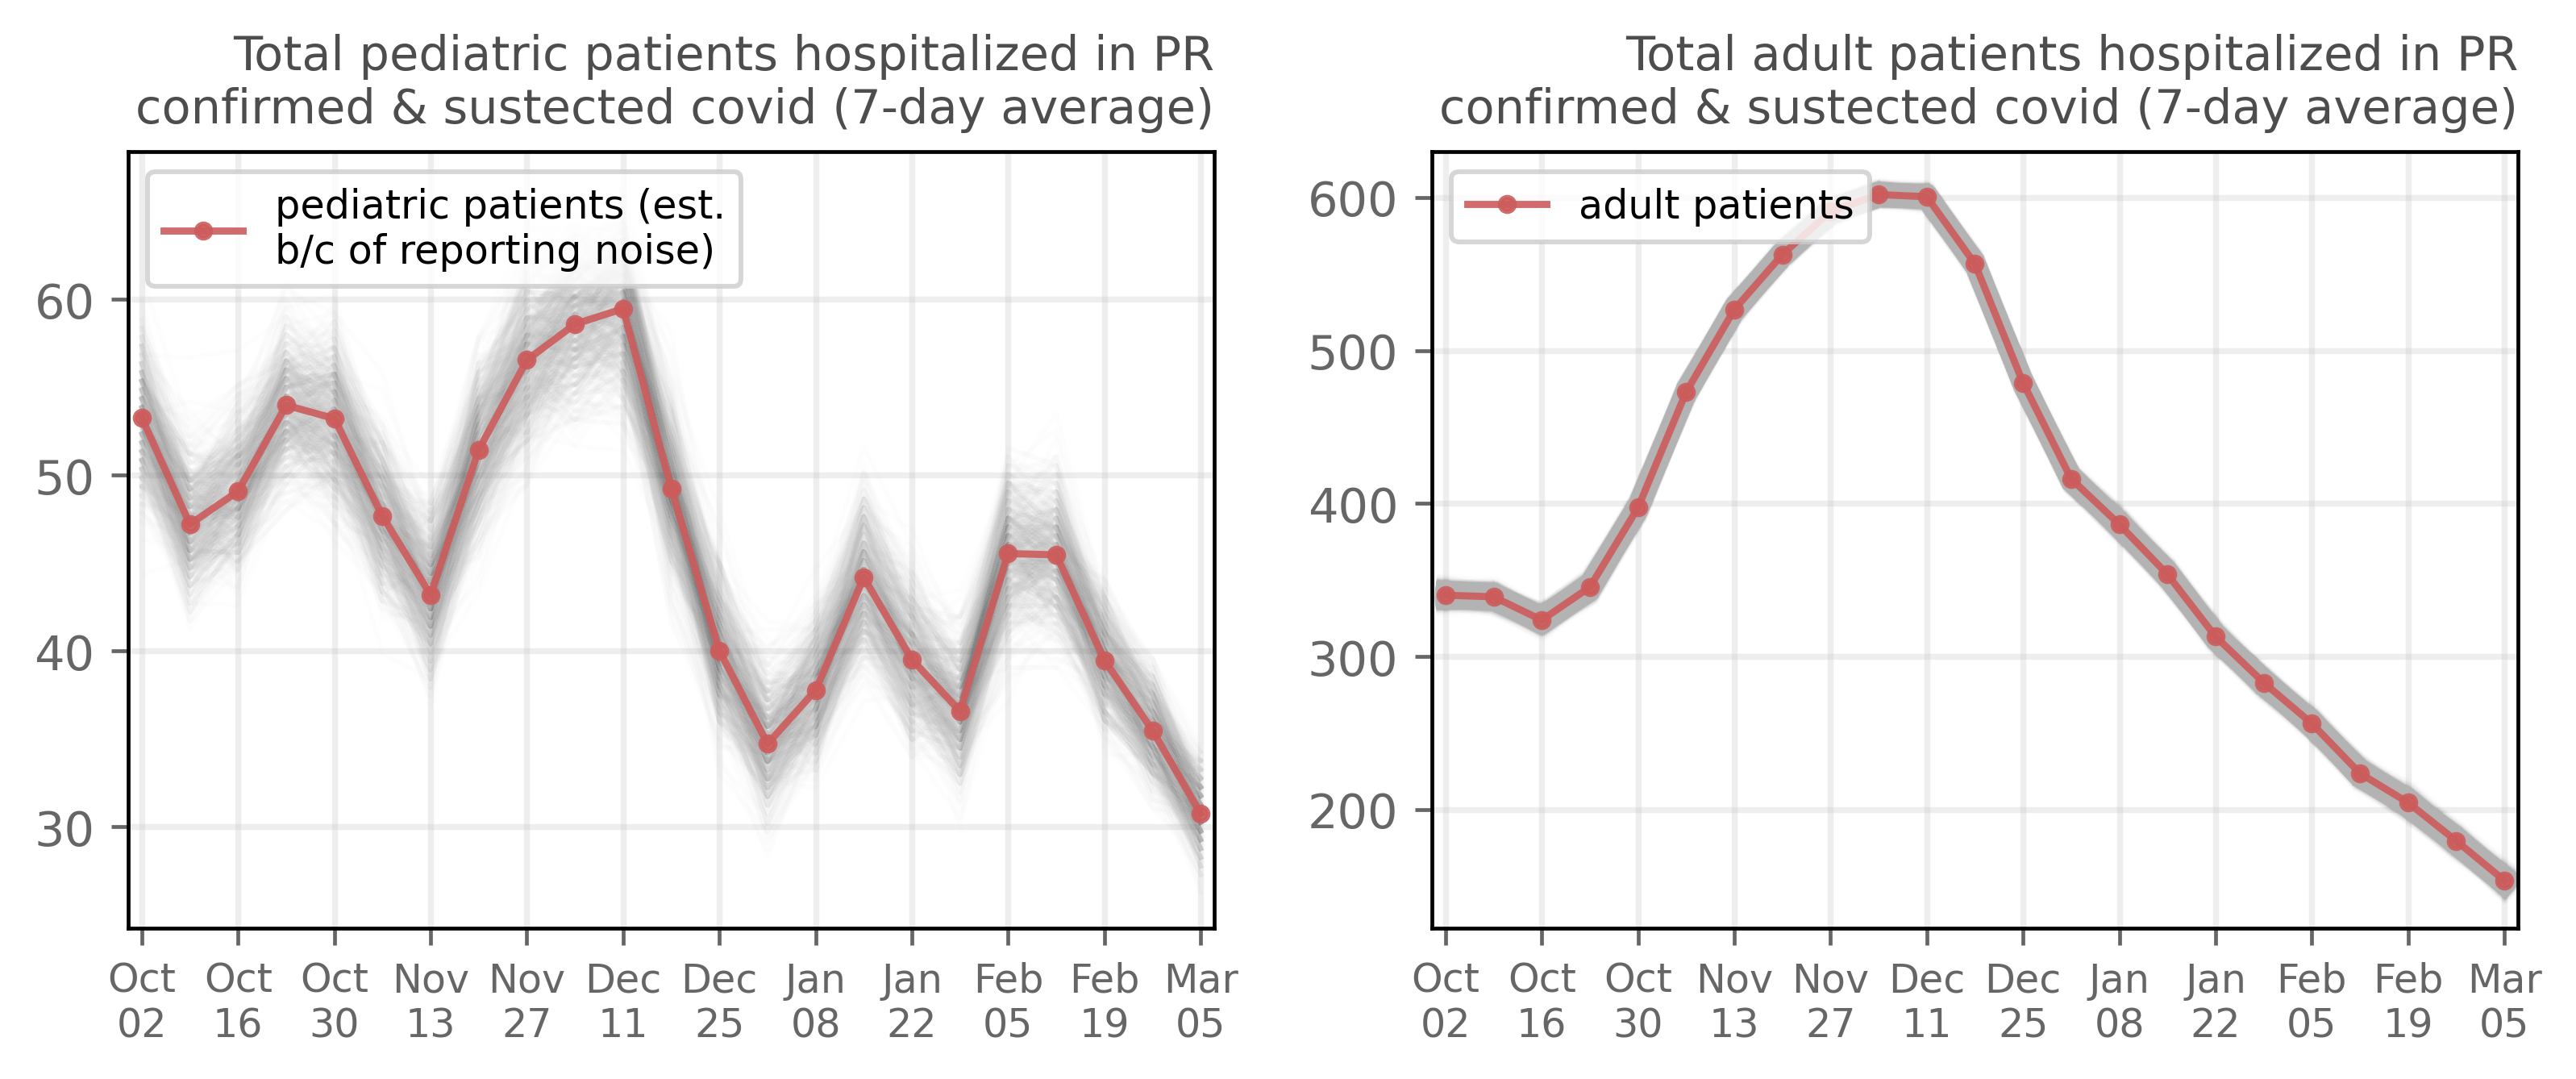 Total pediatric patients hospitalized in PR
confirmed & sustected covid (7-day average)
pediatric patients (est.
b/c of reporting noise)
60
50
40
30
Oct Oct Oct Nov Nov Dec Dec Jan Jan Feb Feb Mar
02 16 30 13 27 11 25 08 22 05 19 05
Total adult patients hospitalized in PR
confirmed & sustected covid (7-day average)
adult patients
600
500
400
300
200
Oct Oct Oct Nov Nov Dec Dec Jan Jan Feb Feb Mar
02 16 30 13 27 11 25 08 22 05 19 05